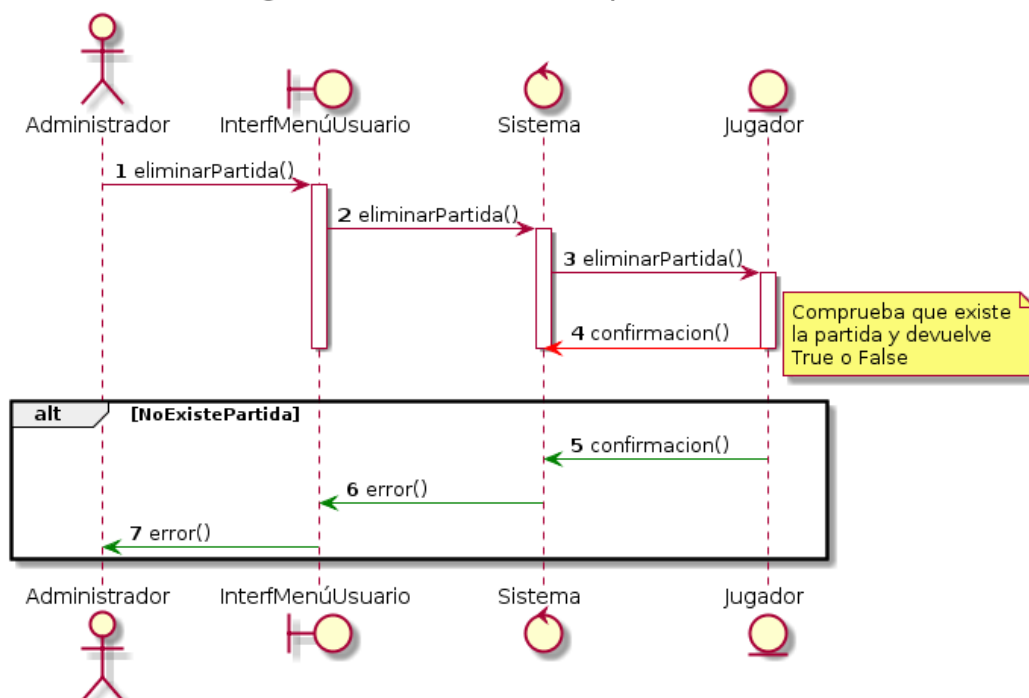 Administrador InterfMenúUsuario Sistema Jugador
1 eliminarPartida()
2 eliminarPartida()
3 eliminarPartida()
Comprueba que existe
la partida y devuelve
True o False
4 confirmacion()
alt [NoExistePartida]
5 confirmacion()
6 error()
7 error()
Administrador InterfMenúUsuario Sistema Jugador